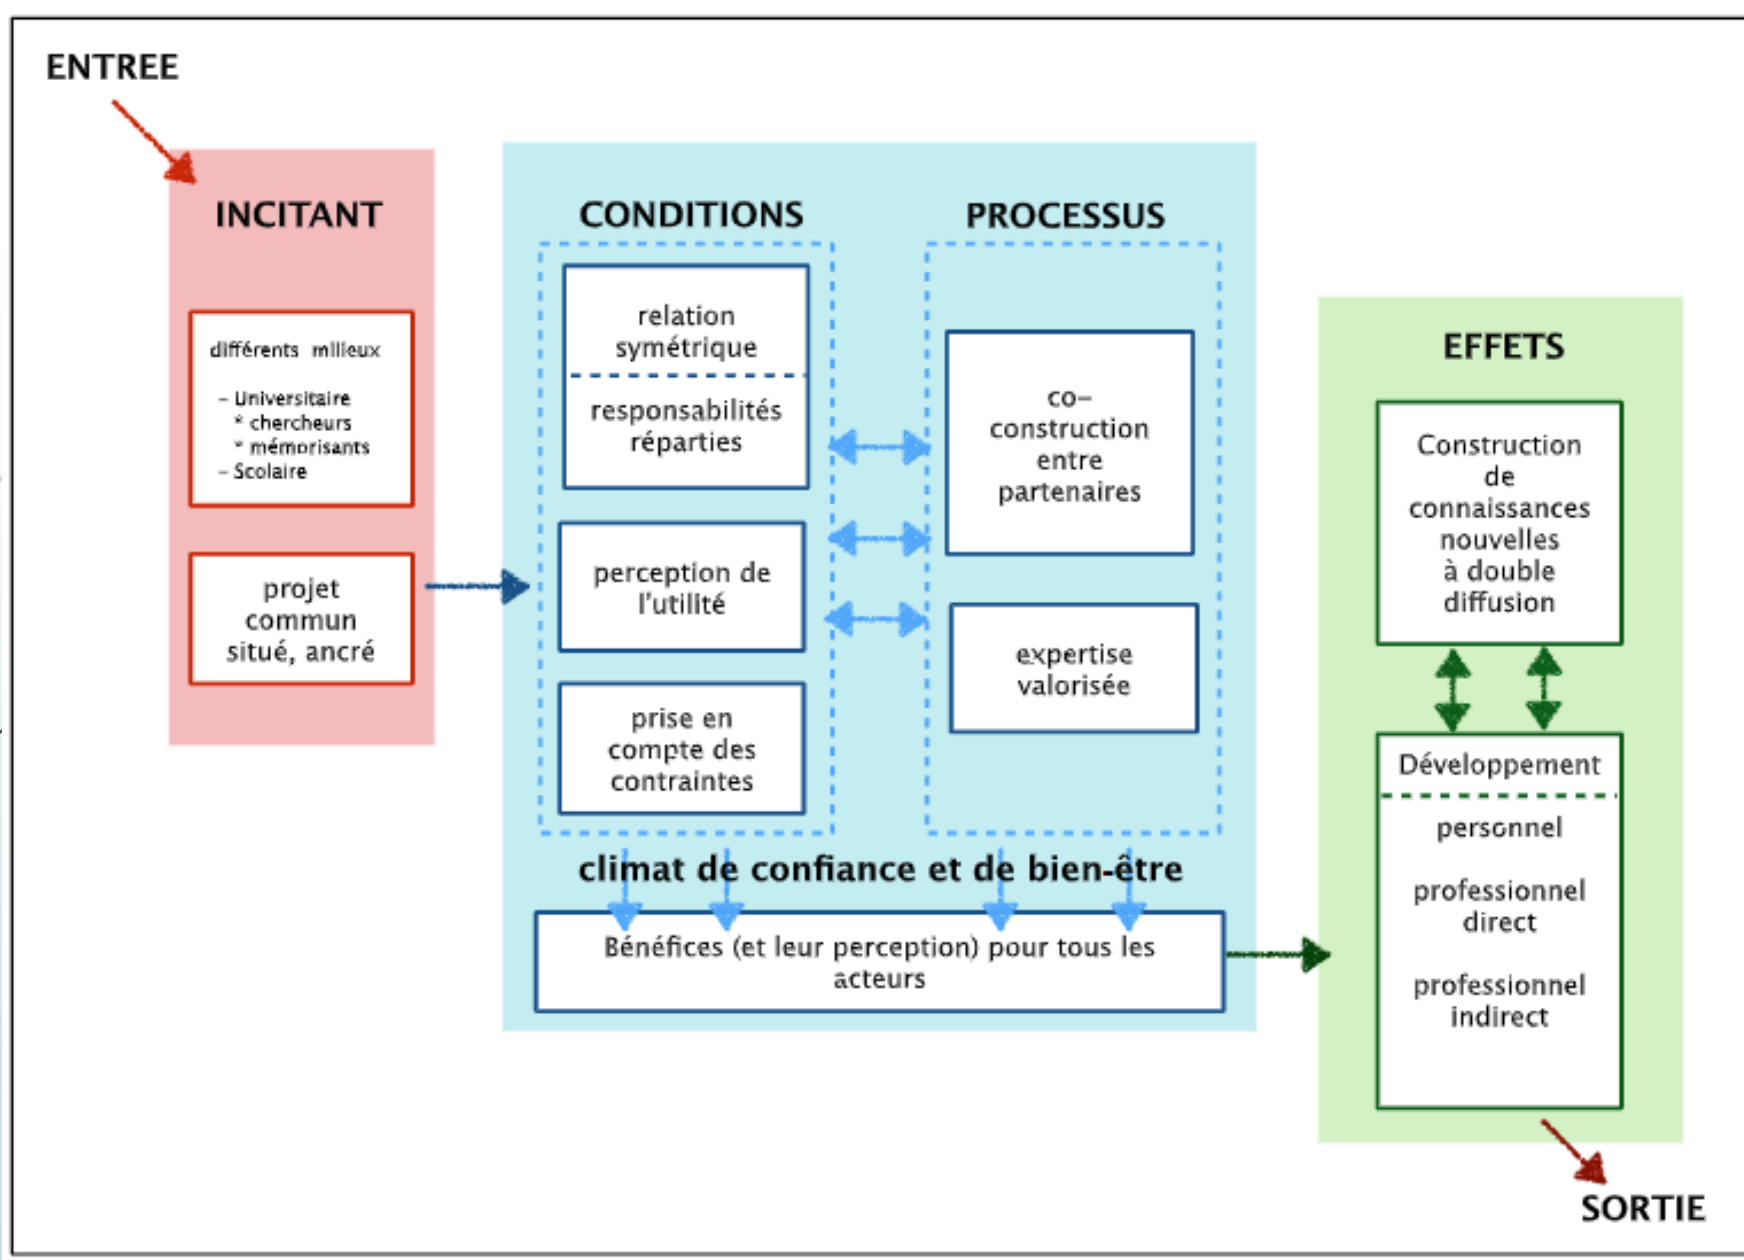 ENTREE
INCITANT
différents milieux
– Universitaire
* chercheurs
* mémorisants
– Scolaire
projet
commun
situé, ancré
CONDITIONS
relation
symétrique
responsabilités
réparties
perception de
l'utilité
prise en
compte des
contraintes
PROCESSUS
co–
construction
entre
partenaires
expertise
valorisée
climat de confiance et de bien-être
Bénéfices (et leur perception) pour tous les
acteurs
EFFETS
Construction
de
connaissances
nouvelles
à double
diffusion
Développement
personnel
professionnel
direct
professionnel
indirect
SORTIE